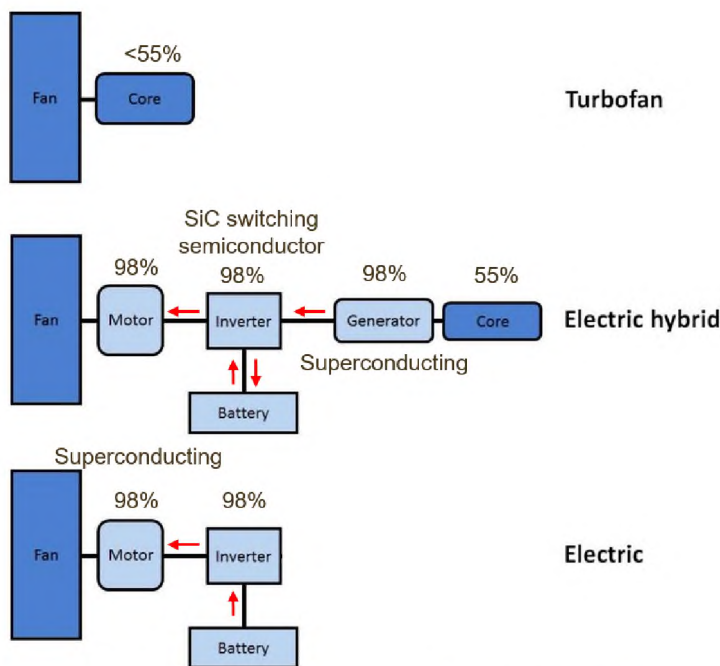 <55%
Fan
Core
Turbofan
SiC switching
semiconductor
98%
98%
98%
55%
Fan
Motor
Inverter
Generator
Core
Electric hybrid
Superconducting
Battery
Superconducting
98%
98%
Fan
Motor
Inverter
Electric
Battery